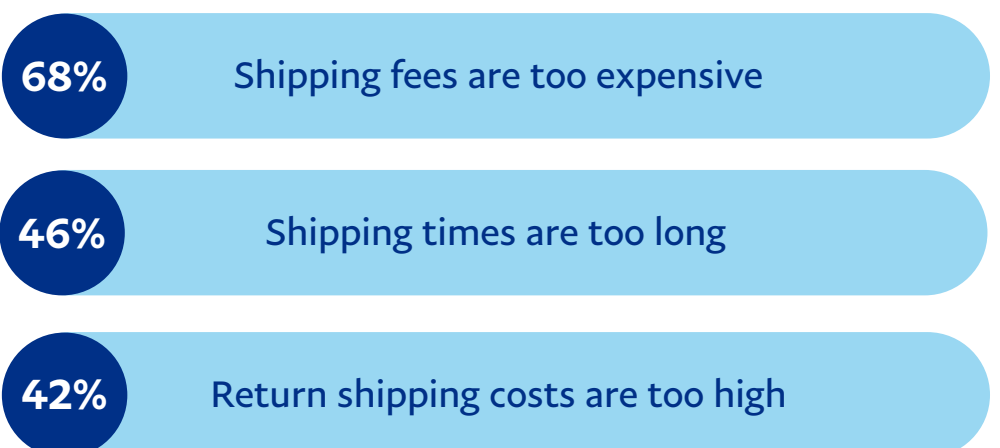 68% Shipping fees are too expensive
46% Shipping times are too long
42% Return shipping costs are too high